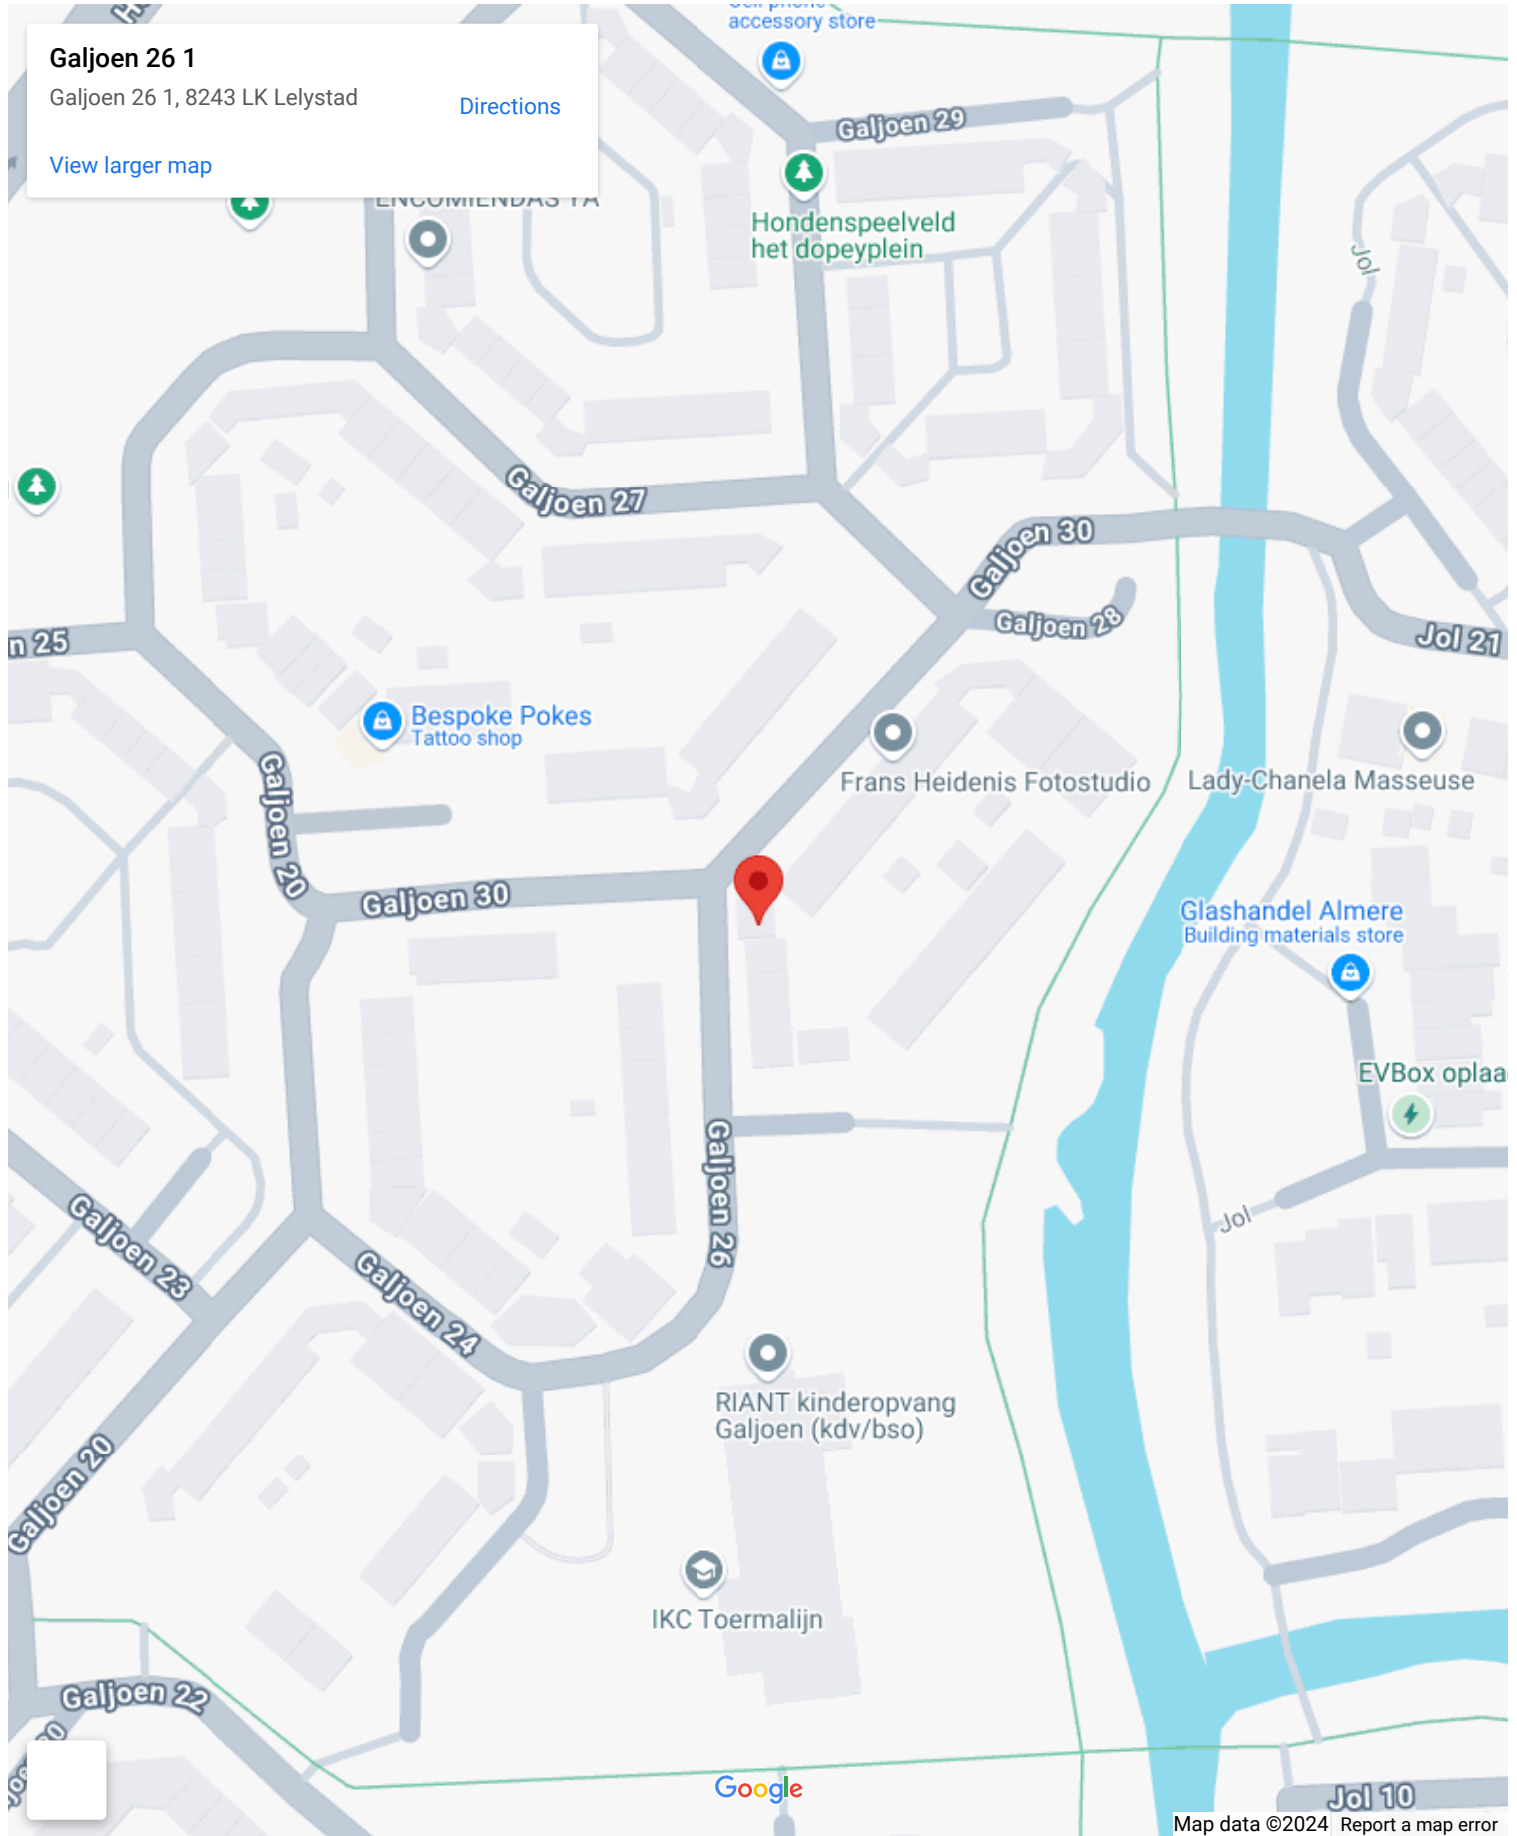 Galjoen 26 1
Galjoen 26 1, 8243 LK Lelystad
Directions
View larger map
accessory store
Galjoen 29
ENCOMIENDAS YA
Hondenspeelveld
het dopeyplein
Jol
Galjoen 27
Galjoen 30
Galjoen 28
n 25
Jol 21
Bespoke Pokes
Tattoo shop
Frans Heidenis Fotostudio
Lady-Chanela Masseuse
Galjoen 20
Galjoen 30
Glashandel Almere
Building materials store
EVBox oplaa
Galjoen 26
Galjoen 23
Jol
Galjoen 24
RIANT kinderopvang
Galjoen (kdv/bso)
Galjoen 20
IKC Toermalijn
Galjoen 22
Google
Jol 10
Map data ©2024
Report a map error